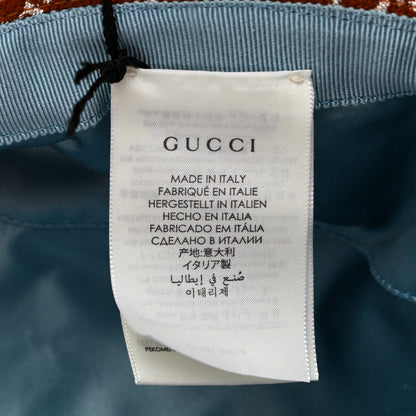 GUCCI
MADE IN ITALY
FABRIQUÉ EN ITALIE
HERGESTELLT IN ITALIEN
HECHO EN ITALIA
FABRICADO EM ITÁLIA
СДЕЛАНО В ИТАЛИИ
产地:意大利
イタリア製
صُنع في إيطاليا
이태리제